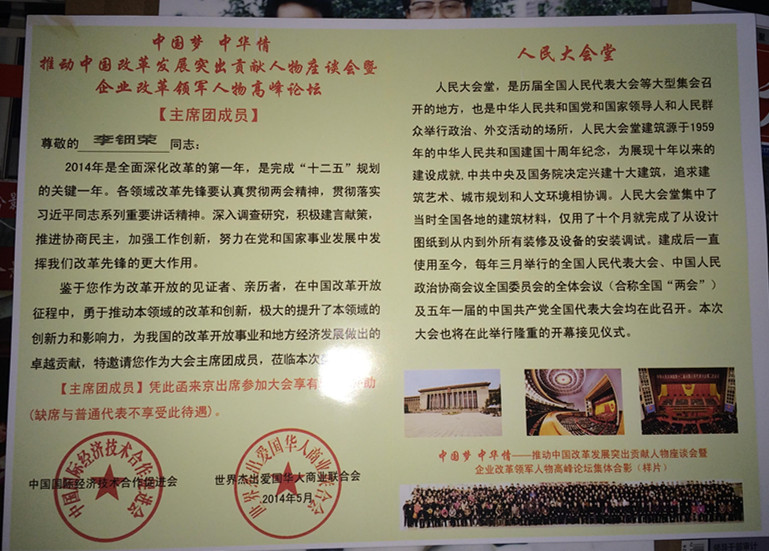 中国梦 中华情
推动中国改革发展突出贡献人物座谈会暨
企业改革领军人物高峰论坛
【主席团成员】
尊敬的 李钿荣 同志：
2014年是全面深化改革的第一年，是完成“十二五”规划
的关键一年。各领域改革先锋要认真贯彻两会精神，贯彻落实
习近平同志系列重要讲话精神。深入调查研究，积极建言献策，
推进协商民主，加强工作创新，努力在党和国家事业发展中发
挥我们改革先锋的更大作用。
鉴于您作为改革开放的见证者、亲历者，在中国改革开放
征程中，勇于推动本领域的改革和创新，极大的提升了本领域的
创新力和影响力，为我国的改革开放事业和地方经济发展做出的
卓越贡献，特邀请您作为大会主席团成员，莅临本次
【主席团成员】凭此函来京出席参加大会享有 助
(缺席与普通代表不享受此待遇)。
中国国际经济技术合作促进会
世界杰出爱国华人商业联合会
2014年5月
中国国际经济技术合作促进会
世界杰出爱国华人商业联合会
人民大会堂
人民大会堂，是历届全国人民代表大会等大型集会召
开的地方，也是中华人民共和国党和国家领导人和人民群
众举行政治、外交活动的场所，人民大会堂建筑源于1959
年的中华人民共和国建国十周年纪念，为展现十年以来的
建设成就，中共中央及国务院决定兴建十大建筑，追求建
筑艺术、城市规划和人文环境相协调。人民大会堂集中了
当时全国各地的建筑材料，仅用了十个月就完成了从设计
图纸到从内到外所有装修及设备的安装调试。建成后一直
使用至今，每年三月举行的全国人民代表大会、中国人民
政治协商会议全国委员会的全体会议（合称全国“两会”）
及五年一届的中国共产党全国代表大会均在此召开。本次
大会也将在此举行隆重的开幕接见仪式。
中国梦 中华情——推动中国改革发展突出贡献人物座谈会暨
企业改革领军人物高峰论坛集体合影（样片）